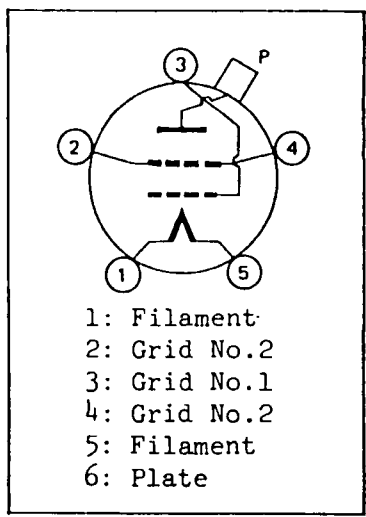 3
P
2
4
1
5
1: Filament
2: Grid No.2
3: Grid No.1
4: Grid No.2
5: Filament
6: Plate